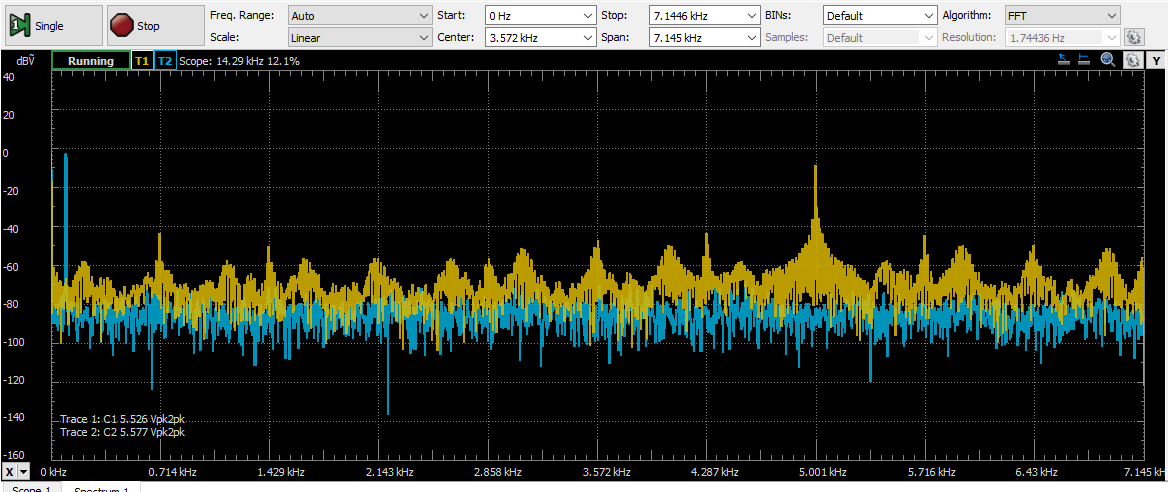 Single Stop Freq. Range: Auto Start: 0 Hz Stop: 7.1446 kHz BINs: Default Algorithm: FFT
Scale: Linear Center: 3.572 kHz Span: 7.145 kHz Samples: Default Resolution: 1.74436 Hz
dBṼ Running T1 T2 Scope: 14.29 kHz 12.1% Y
40
20
0
-20
-40
-60
-80
-100
-120
-140
-160
Trace 1: C1 5.526 Vpk2pk
Trace 2: C2 5.577 Vpk2pk
X 0 kHz 0.714 kHz 1.429 kHz 2.143 kHz 2.858 kHz 3.572 kHz 4.287 kHz 5.001 kHz 5.716 kHz 6.43 kHz 7.145 kH
Scope 1 Spectrum 1